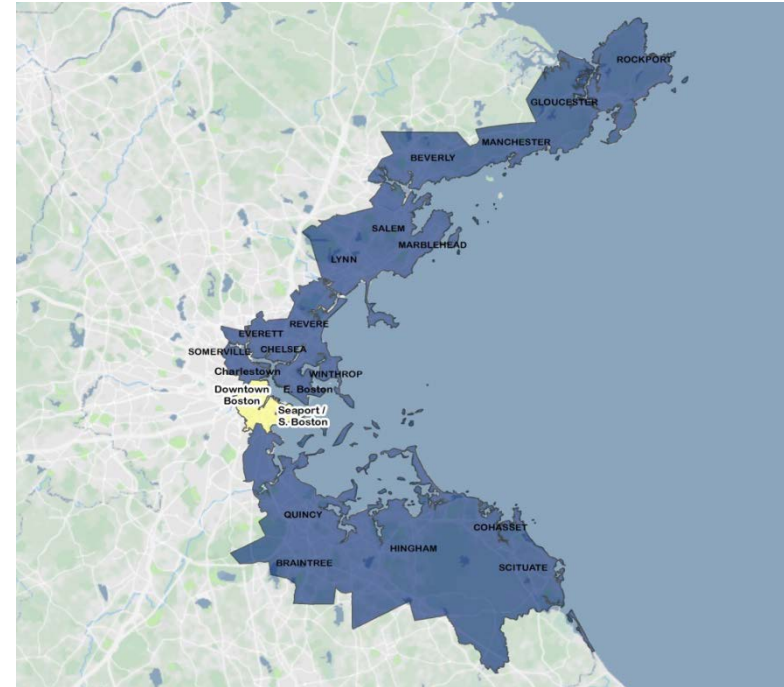 ROCKPORT
GLOUCESTER
MANCHESTER
BEVERLY
SALEM
MARBLEHEAD
LYNN
REVERE
EVERETT
CHELSEA
SOMERVILLE
Charlestown
WINTHROP
Downtown
Boston
E. Boston
Seaport /
S. Boston
QUINCY
COHASSET
HINGHAM
BRAINTREE
SCITUATE